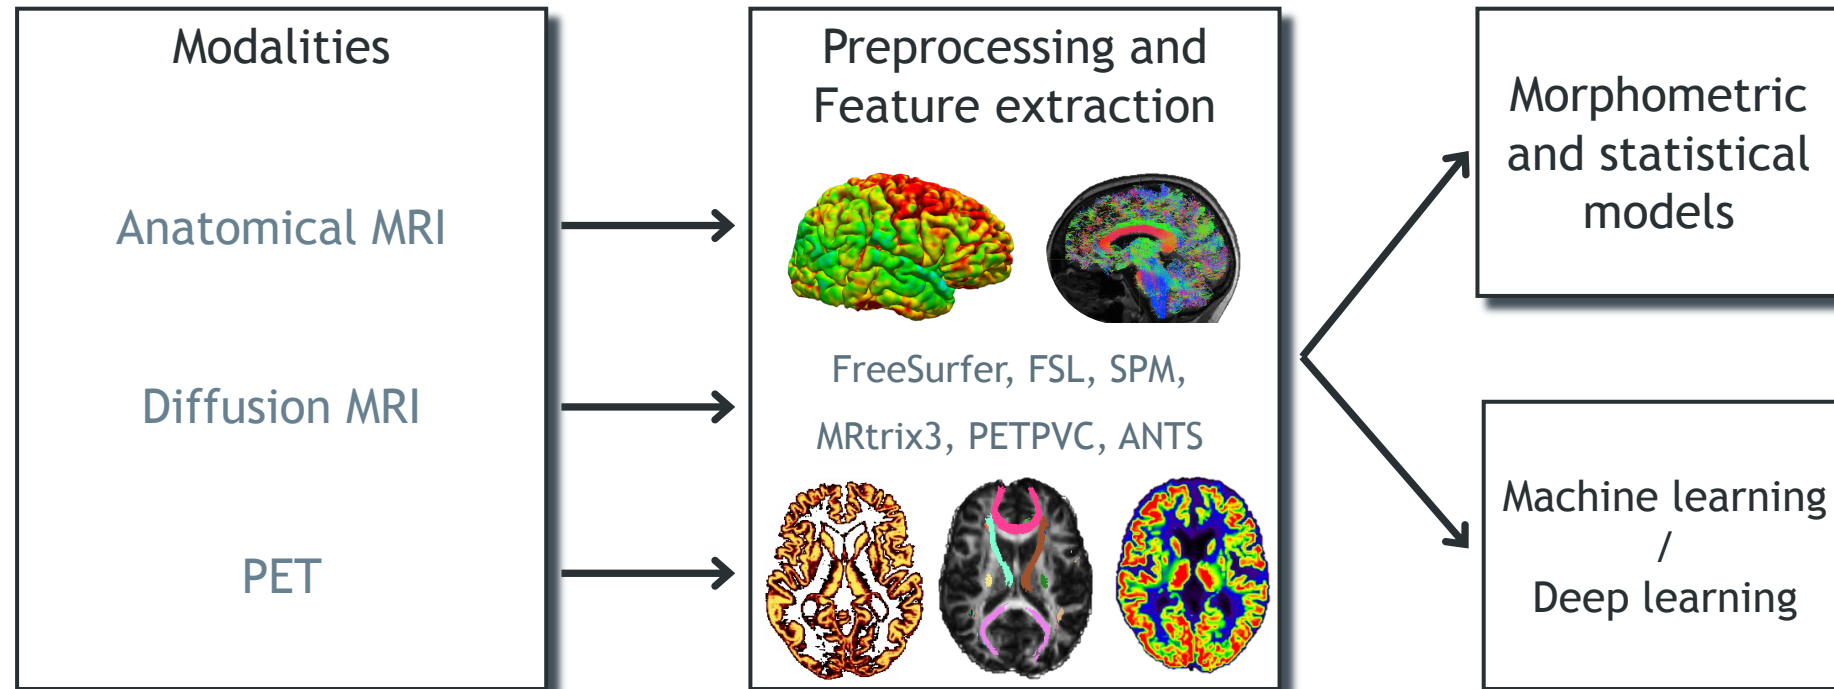 Modalities
Anatomical MRI
Diffusion MRI
PET
Preprocessing and
Feature extraction
FreeSurfer, FSL, SPM,
MRtrix3, PETPVC, ANTS
Morphometric
and statistical
models
Machine learning
/
Deep learning